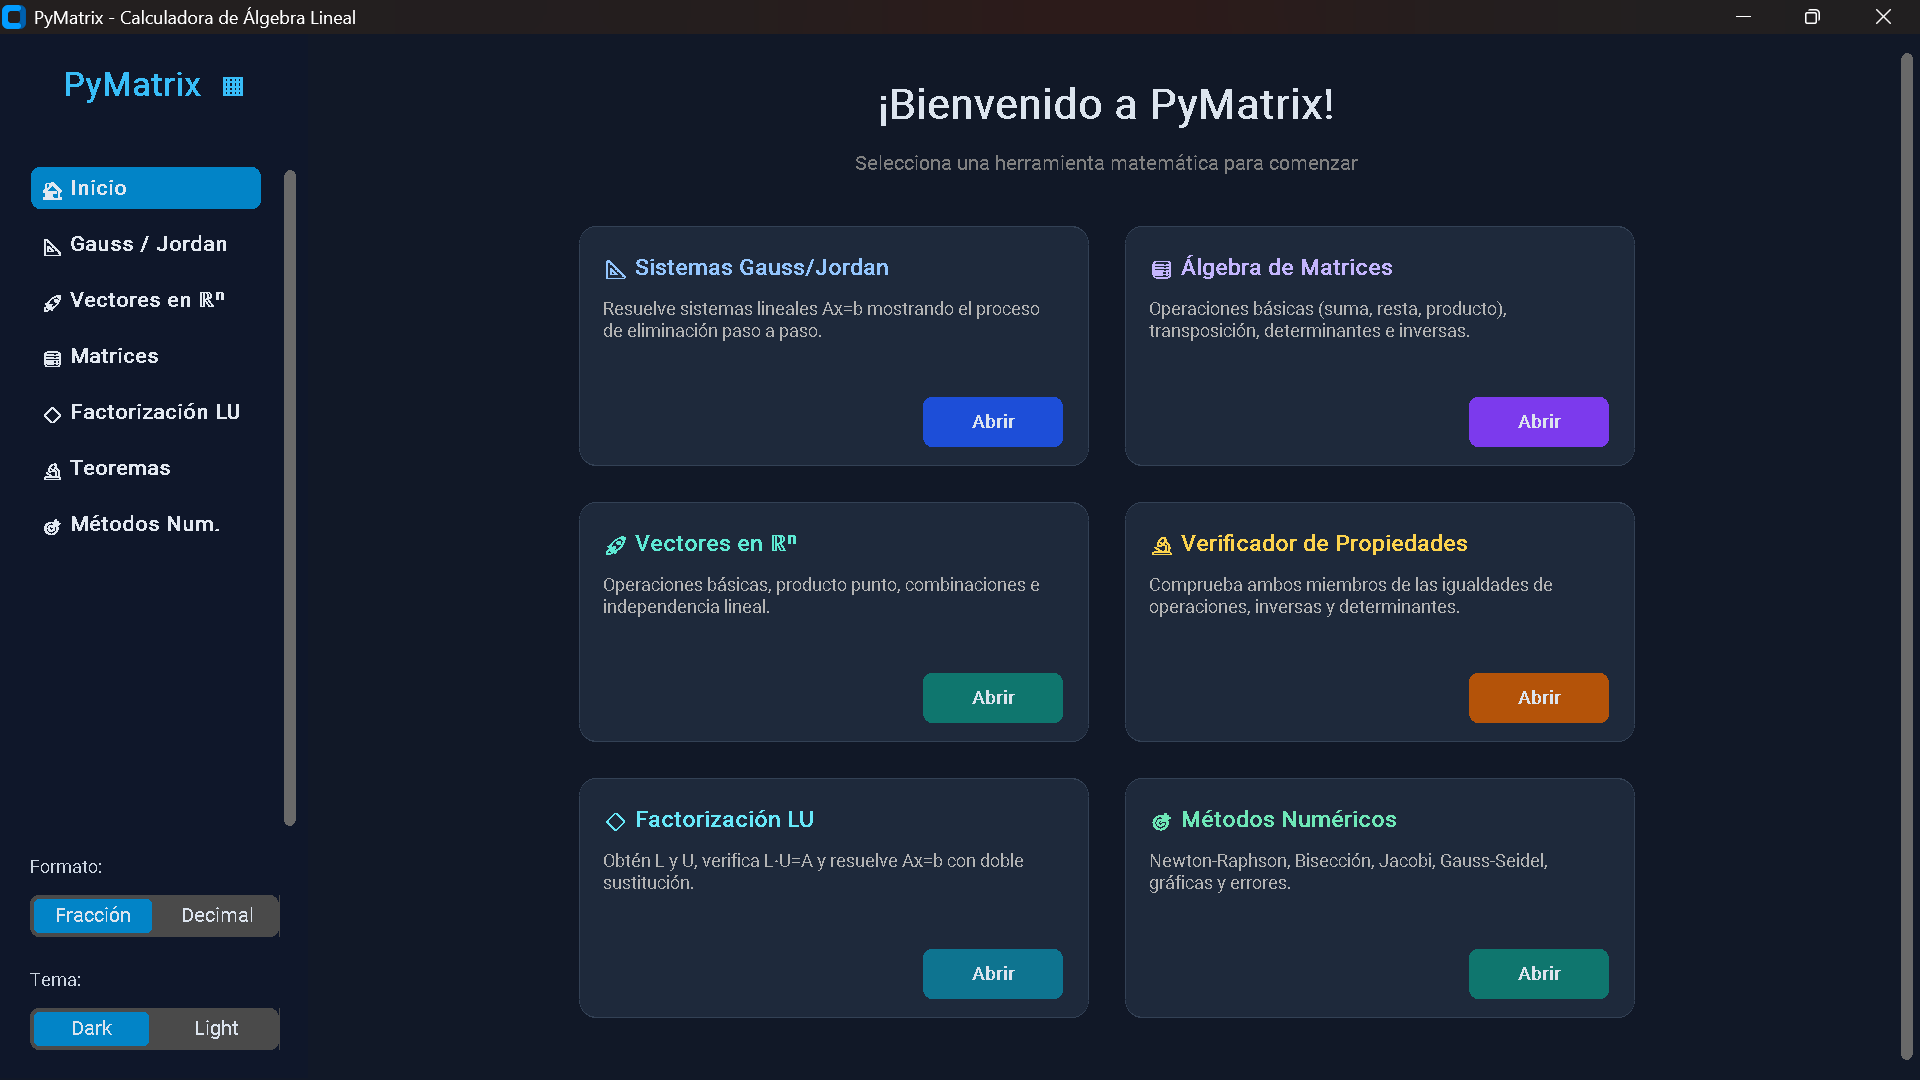 PyMatrix - Calculadora de Álgebra Lineal
PyMatrix
Inicio
Gauss / Jordan
Vectores en ℝⁿ
Matrices
Factorización LU
Teoremas
Métodos Num.
Formato:
Fracción Decimal
Tema:
Dark Light
¡Bienvenido a PyMatrix!
Selecciona una herramienta matemática para comenzar
Sistemas Gauss/Jordan
Resuelve sistemas lineales Ax=b mostrando el proceso
de eliminación paso a paso.
Abrir
Álgebra de Matrices
Operaciones básicas (suma, resta, producto),
transposición, determinantes e inversas.
Abrir
Vectores en ℝⁿ
Operaciones básicas, producto punto, combinaciones e
independencia lineal.
Abrir
Verificador de Propiedades
Comprueba ambos miembros de las igualdades de
operaciones, inversas y determinantes.
Abrir
Factorización LU
Obtén L y U, verifica L·U=A y resuelve Ax=b con doble
sustitución.
Abrir
Métodos Numéricos
Newton-Raphson, Bisección, Jacobi, Gauss-Seidel,
gráficas y errores.
Abrir